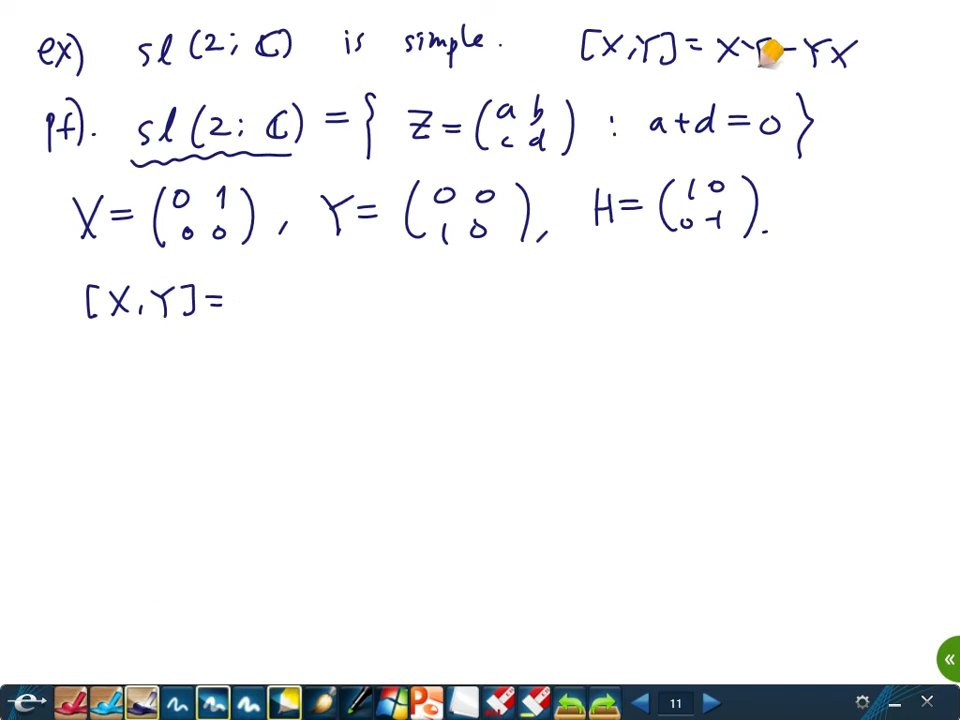 ex) sl(2; ℂ) is simple. [X,Y]= XY-YX
pf). sl(2; ℂ) = { Z = (a b c d) : a+d=0 }
X = (0 1 0 0), Y = (0 0 1 0), H = (1 0 0 -1).
[X,Y]=
11